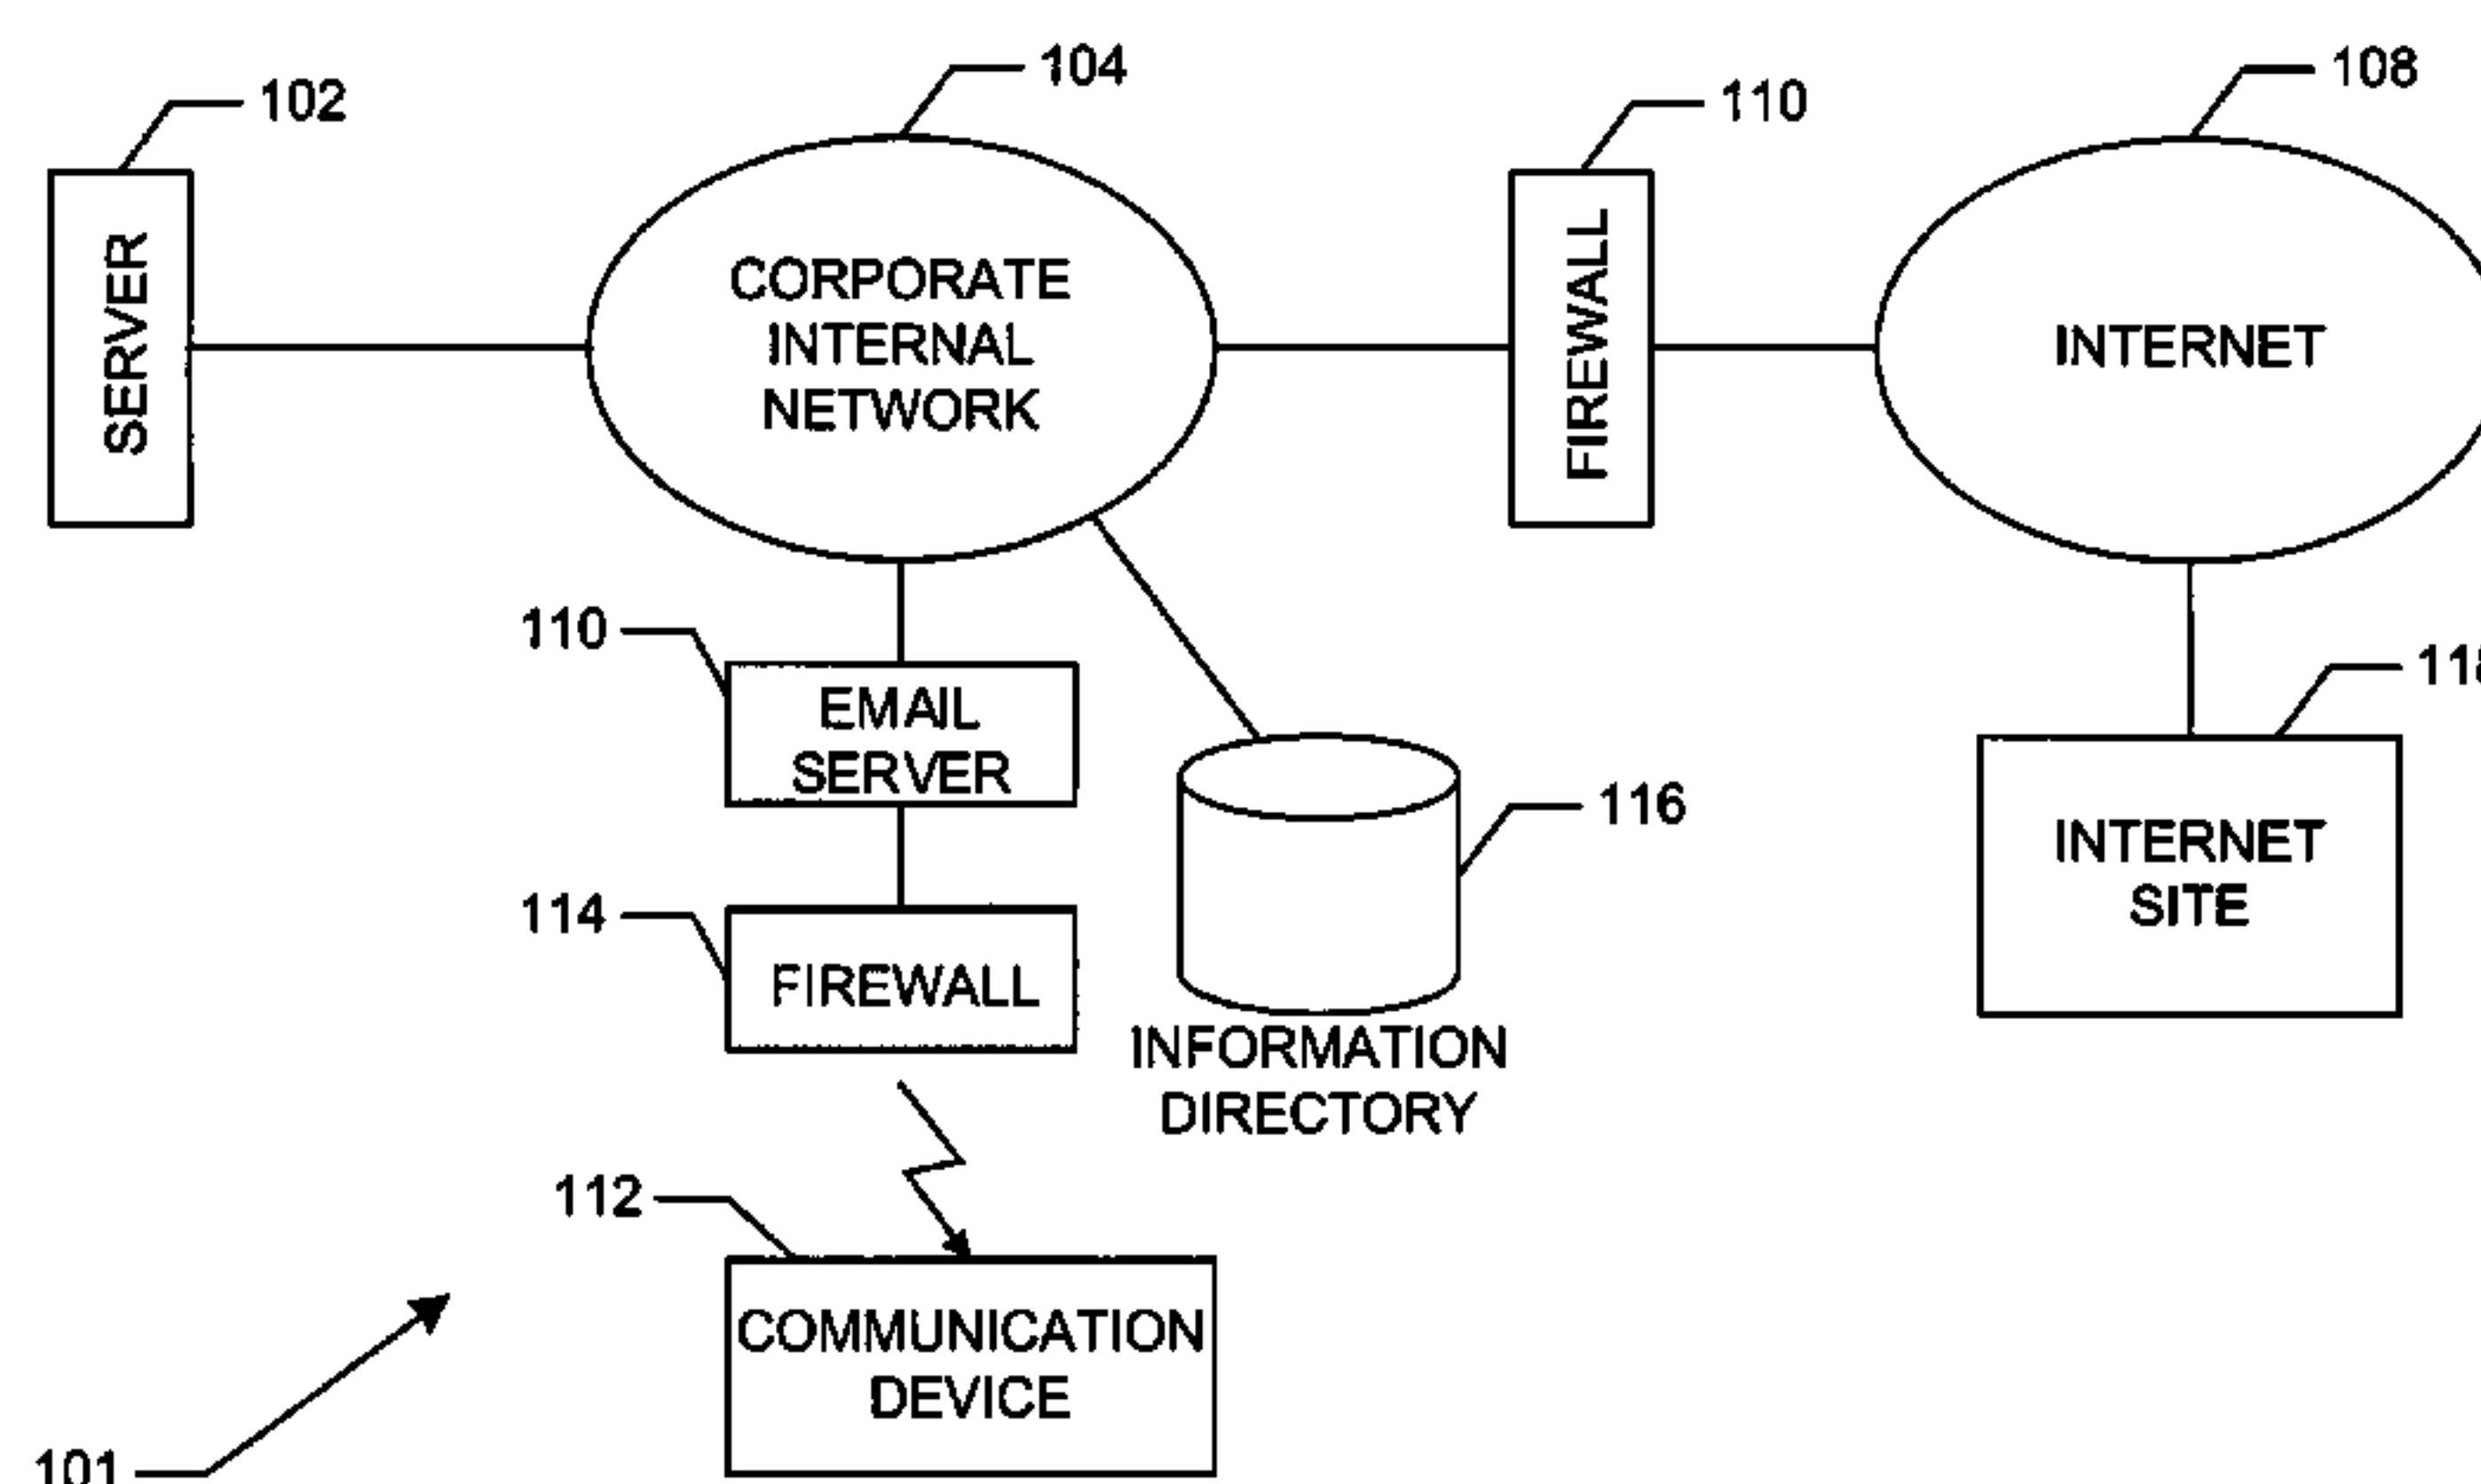 104
108
102
110
SERVER
CORPORATE
INTERNAL
NETWORK
FIREWALL
INTERNET
110
EMAIL
SERVER
116
INTERNET
SITE
114
FIREWALL
INFORMATION
DIRECTORY
112
COMMUNICATION
DEVICE
101